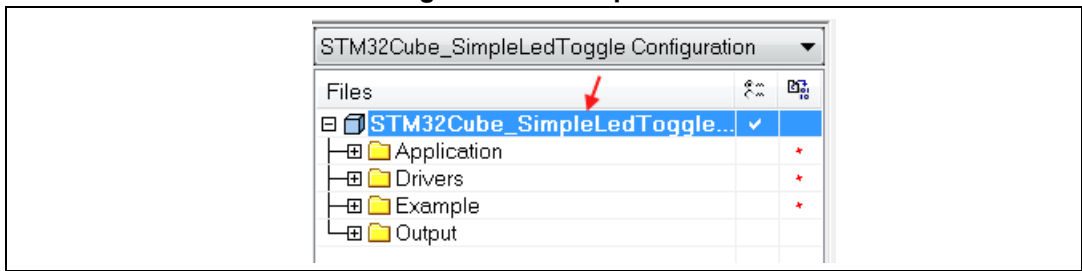 STM32Cube_SimpleLedToggle Configuration
Files
STM32Cube_SimpleLedToggle...
Application
Drivers
Example
Output